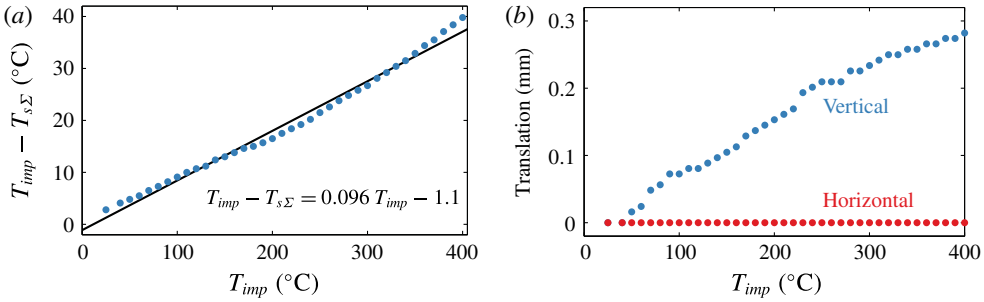 (a)
40
30
20
10
0
T_imp − T_sΣ (°C)
T_imp − T_sΣ = 0.096 T_imp − 1.1
0 100 200 300 400
T_imp (°C)
(b)
0.3
0.2
0.1
0
Translation (mm)
Vertical
Horizontal
0 100 200 300 400
T_imp (°C)